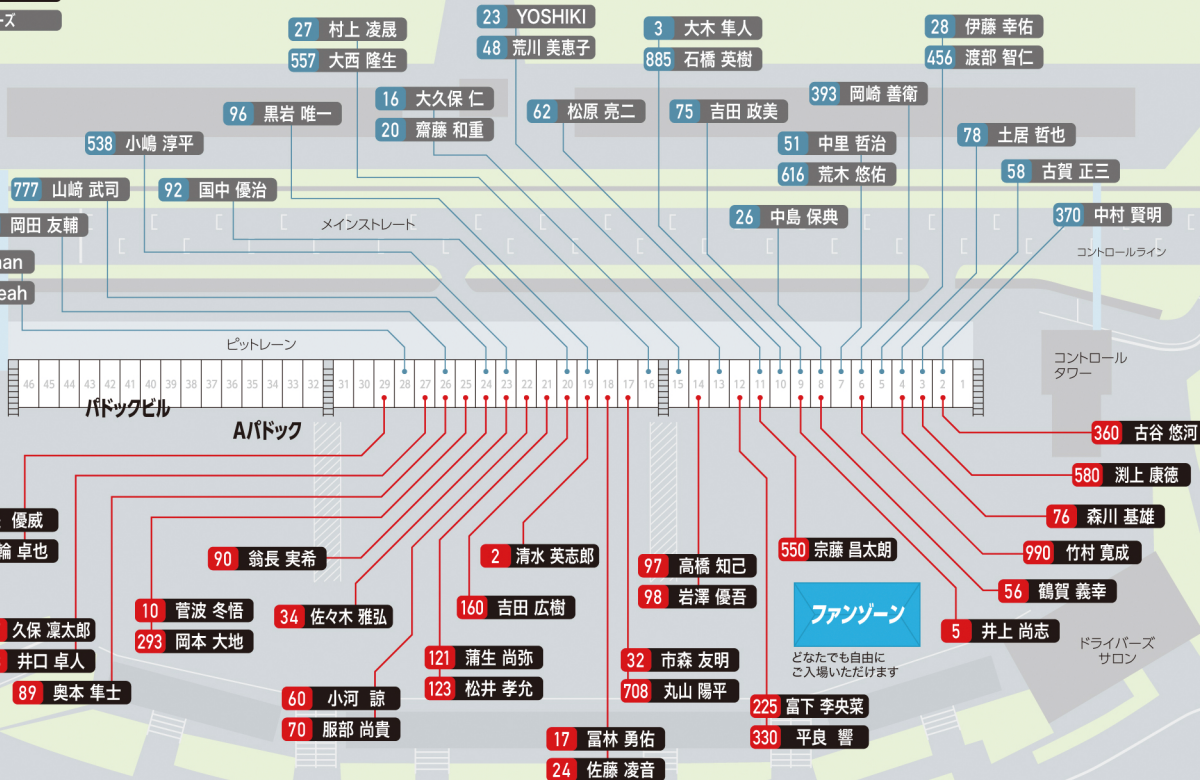 ーズ
27 村上 凌晟
557 大西 隆生
23 YOSHIKI
48 荒川 美恵子
3 大木 隼人
885 石橋 英樹
28 伊藤 幸佑
456 渡部 智仁
96 黒岩 唯一
16 大久保 仁
20 齋藤 和重
62 松原 亮二
75 吉田 政美
393 岡崎 善衛
538 小嶋 淳平
51 中里 哲治
616 荒木 悠佑
78 土居 哲也
58 古賀 正三
777 山﨑 武司
92 国中 優治
26 中島 保典
370 中村 賢明
岡田 友輔
メインストレート
コントロールライン
nan
eah
ピットレーン
コントロール
タワー
46 45 44 43 42 41 40 39 38 37 36 35 34 33 32 31 30 29 28 27 26 25 24 23 22 21 20 19 18 17 16 15 14 13 12 11 10 9 8 7 6 5 4 3 2 1
パドックビル
Aパドック
360 古谷 悠河
580 渕上 康徳
76 森川 基雄
990 竹村 寛成
56 鶴賀 義幸
5 井上 尚志
優威
輪 卓也
90 翁長 実希
2 清水 英志郎
97 高橋 知己
98 岩澤 優吾
550 宗藤 昌太朗
ファンゾーン
どなたでも自由に
ご入場いただけます
ドライバーズ
サロン
10 菅波 冬悟
293 岡本 大地
34 佐々木 雅弘
160 吉田 広樹
久保 凜太郎
井口 卓人
89 奥本 隼士
121 蒲生 尚弥
123 松井 孝允
32 市森 友明
708 丸山 陽平
60 小河 諒
70 服部 尚貴
225 富下 李央菜
330 平良 響
17 冨林 勇佑
24 佐藤 凌音